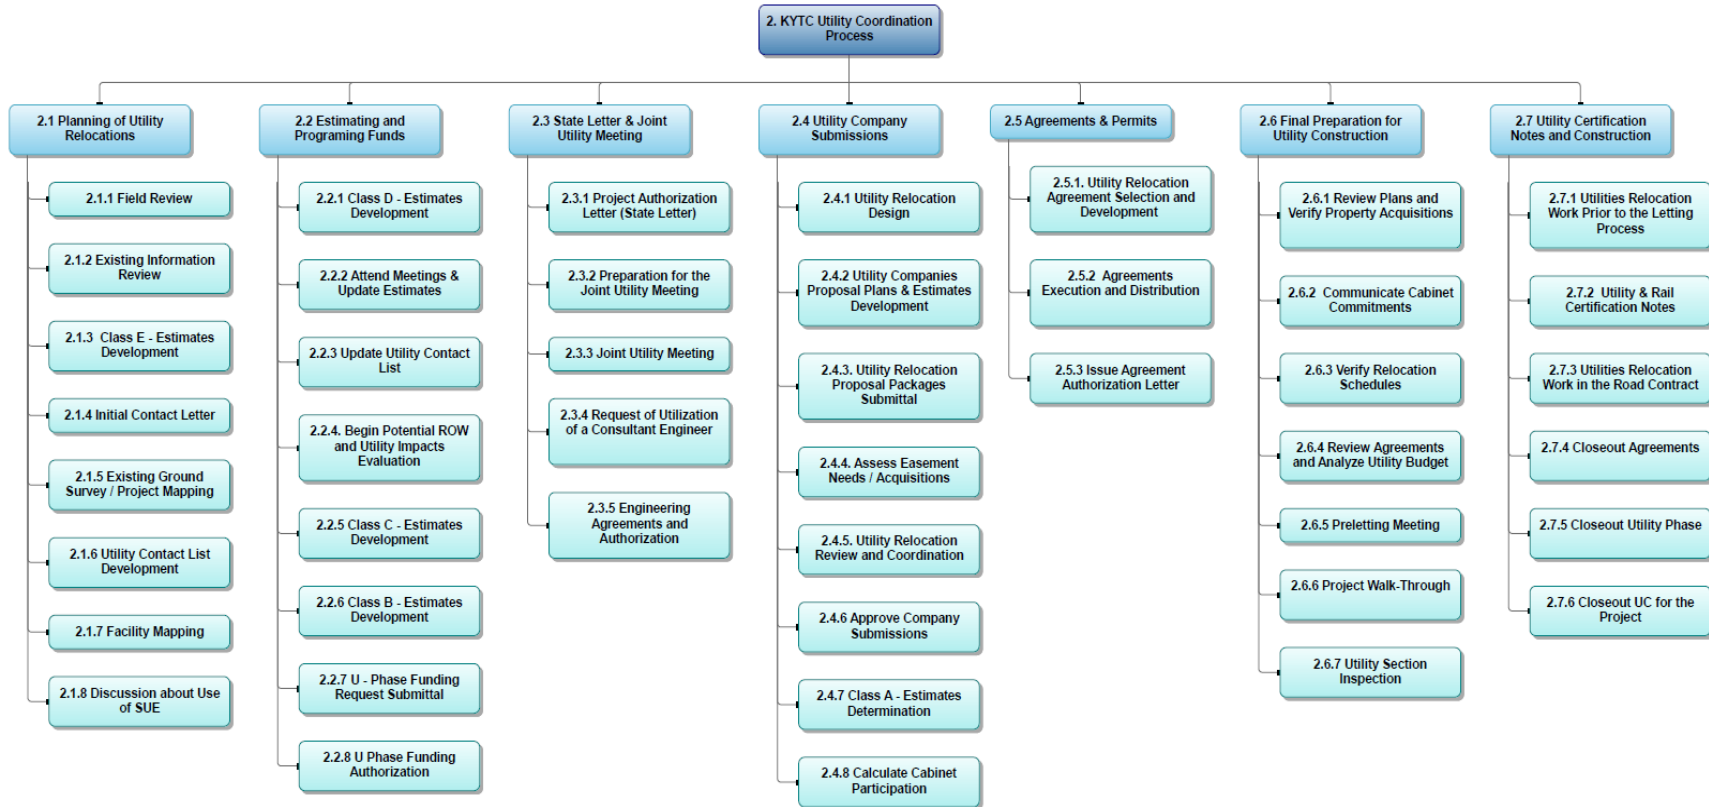 2. KYTC Utility Coordination
Process
2.1 Planning of Utility
Relocations
2.1.1 Field Review
2.1.2 Existing Information
Review
2.1.3  Class E - Estimates
Development
2.1.4 Initial Contact Letter
2.1.5 Existing Ground
Survey / Project Mapping
2.1.6 Utility Contact List
Development
2.1.7 Facility Mapping
2.1.8 Discussion about Use
of SUE
2.2 Estimating and
Programing Funds
2.2.1 Class D - Estimates
Development
2.2.2 Attend Meetings &
Update Estimates
2.2.3 Update Utility Contact
List
2.2.4. Begin Potential ROW
and Utility Impacts
Evaluation
2.2.5 Class C - Estimates
Development
2.2.6 Class B - Estimates
Development
2.2.7 U - Phase Funding
Request Submittal
2.2.8 U Phase Funding
Authorization
2.3 State Letter & Joint
Utility Meeting
2.3.1 Project Authorization
Letter (State Letter)
2.3.2 Preparation for the
Joint Utility Meeting
2.3.3 Joint Utility Meeting
2.3.4 Request of Utilization
of a Consultant Engineer
2.3.5 Engineering
Agreements and
Authorization
2.4 Utility Company
Submissions
2.4.1 Utility Relocation
Design
2.4.2 Utility Companies
Proposal Plans & Estimates
Development
2.4.3. Utility Relocation
Proposal Packages
Submittal
2.4.4. Assess Easement
Needs / Acquisitions
2.4.5. Utility Relocation
Review and Coordination
2.4.6 Approve Company
Submissions
2.4.7 Class A - Estimates
Determination
2.4.8 Calculate Cabinet
Participation
2.5 Agreements & Permits
2.5.1. Utility Relocation
Agreement Selection and
Development
2.5.2  Agreements
Execution and Distribution
2.5.3 Issue Agreement
Authorization Letter
2.6 Final Preparation for
Utility Construction
2.6.1 Review Plans and
Verify Property Acquisitions
2.6.2  Communicate Cabinet
Commitments
2.6.3 Verify Relocation
Schedules
2.6.4 Review Agreements
and Analyze Utility Budget
2.6.5 Preletting Meeting
2.6.6 Project Walk-Through
2.6.7 Utility Section
Inspection
2.7 Utility Certification
Notes and Construction
2.7.1 Utilities Relocation
Work Prior to the Letting
Process
2.7.2  Utility & Rail
Certification Notes
2.7.3 Utilities Relocation
Work in the Road Contract
2.7.4 Closeout Agreements
2.7.5 Closeout Utility Phase
2.7.6 Closeout UC for the
Project